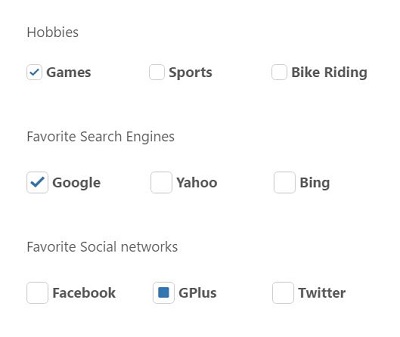 Hobbies
Games Sports Bike Riding
Favorite Search Engines
Google Yahoo Bing
Favorite Social networks
Facebook GPlus Twitter